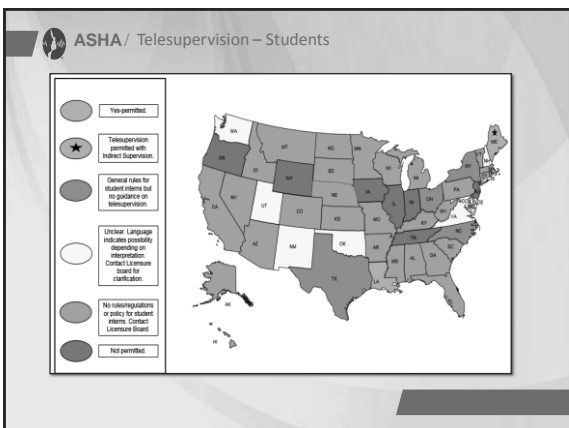 ASHA/ Telesupervision – Students
Yes-permitted.
Telesupervision
permitted with
Indirect Supervision.
General rules for
student interns but
no guidance on
telesupervision.
Unclear. Language
indicates possibility
depending on
interpretation.
Contact Licensure
board for
clarification.
No rules/regulations
or policy for student
interns. Contact
Licensure Board.
Not permitted.
WA
MT
ND
MN
ME
OR
ID
SD
WI
MI
NY
VT
NH
WY
IA
NE
PA
NV
UT
CO
IL
IN
OH
WV
VA
CA
KS
MO
KY
NC
AZ
NM
OK
AR
TN
SC
TX
LA
MS
AL
GA
FL
AK
HI